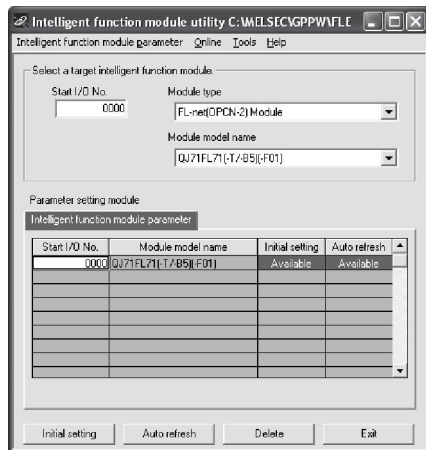 Intelligent function module utility C:\MELSEC\GPPW\FLE
Intelligent function module parameter Online Tools Help
Select a target intelligent function module.
Start I/O No. Module type
0000 FL-net(OPCN-2) Module
Module model name
QJ71FL71(-T/-B5)(-F01)
Parameter setting module
Intelligent function module parameter
Start I/O No. Module model name Initial setting Auto refresh
0000 QJ71FL71(-T/-B5)(-F01) Available Available
Initial setting Auto refresh Delete Exit